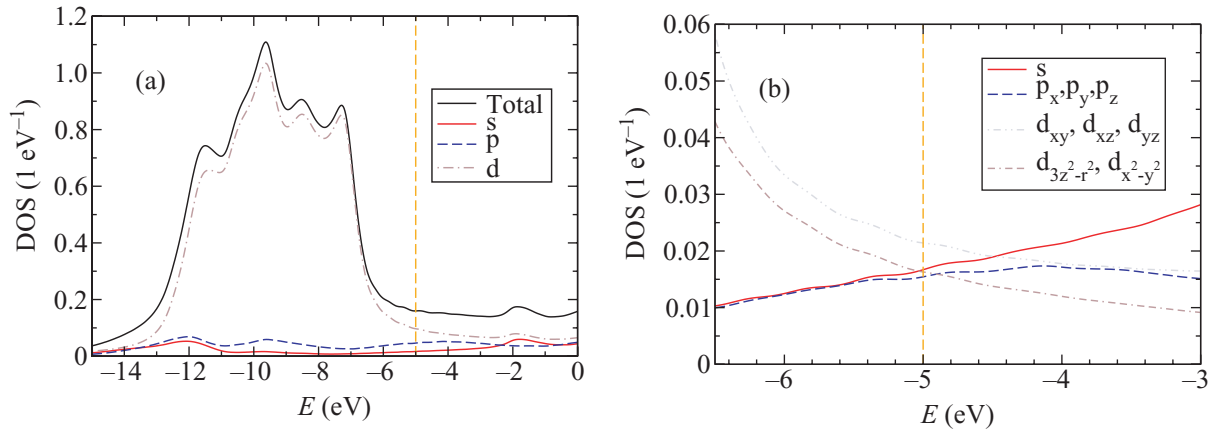 (a)
DOS (1 eV⁻¹)
1.2
1.0
0.8
0.6
0.4
0.2
0
Total
s
p
d
−14 −12 −10 −8 −6 −4 −2 0
E (eV)
(b)
DOS (1 eV⁻¹)
0.06
0.05
0.04
0.03
0.02
0.01
0
s
pₓ,p_y,p_z
d_xy, d_xz, d_yz
d_3z²−r², d_x²−y²
−6 −5 −4 −3
E (eV)